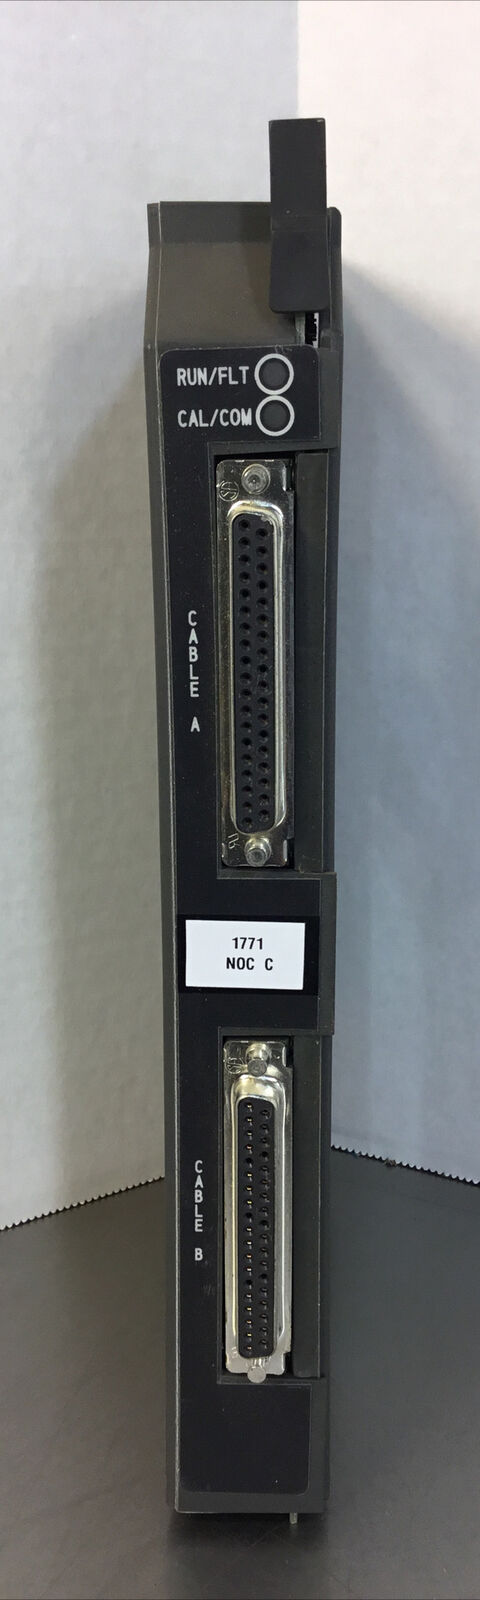 RUN/FLT
CAL/COM
CABLE A
1771
NOC C
CABLE B